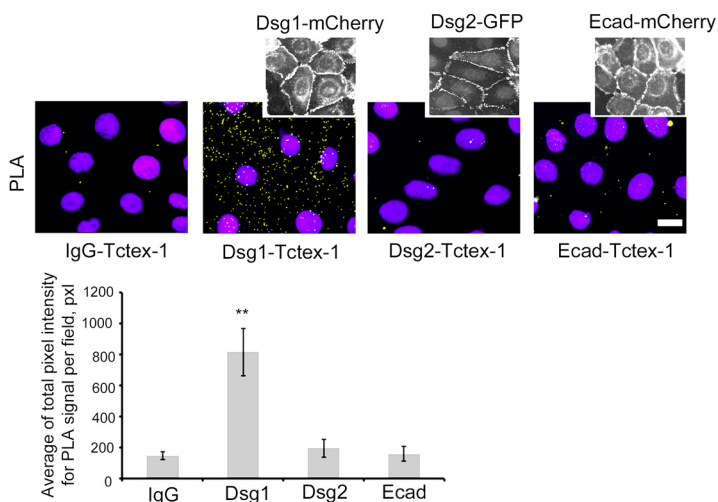 Dsg1-mCherry Dsg2-GFP Ecad-mCherry
PLA
IgG-Tctex-1 Dsg1-Tctex-1 Dsg2-Tctex-1 Ecad-Tctex-1
Average of total pixel intensity
for PLA signal per field, pxl
1200
1000
800
600
400
200
0
**
IgG Dsg1 Dsg2 Ecad